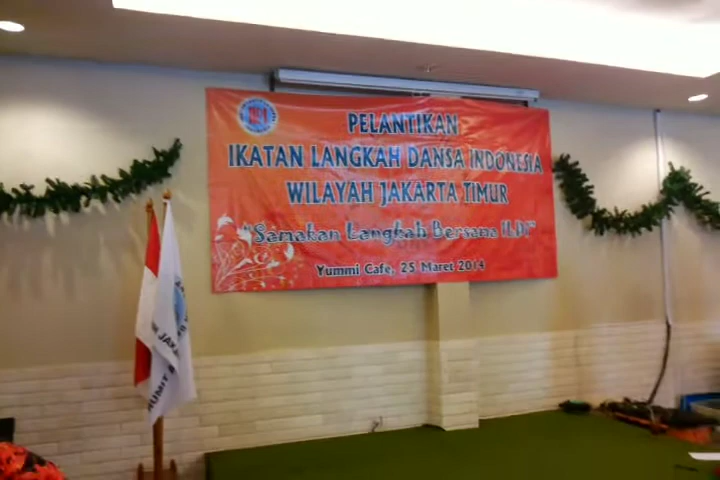 PELANTIKAN
IKATAN LANGKAH DANSA INDONESIA
WILAYAH JAKARTA TIMUR
"Samakan Langkah Bersama ILDI"
Yummi Cafe, 25 Maret 2014